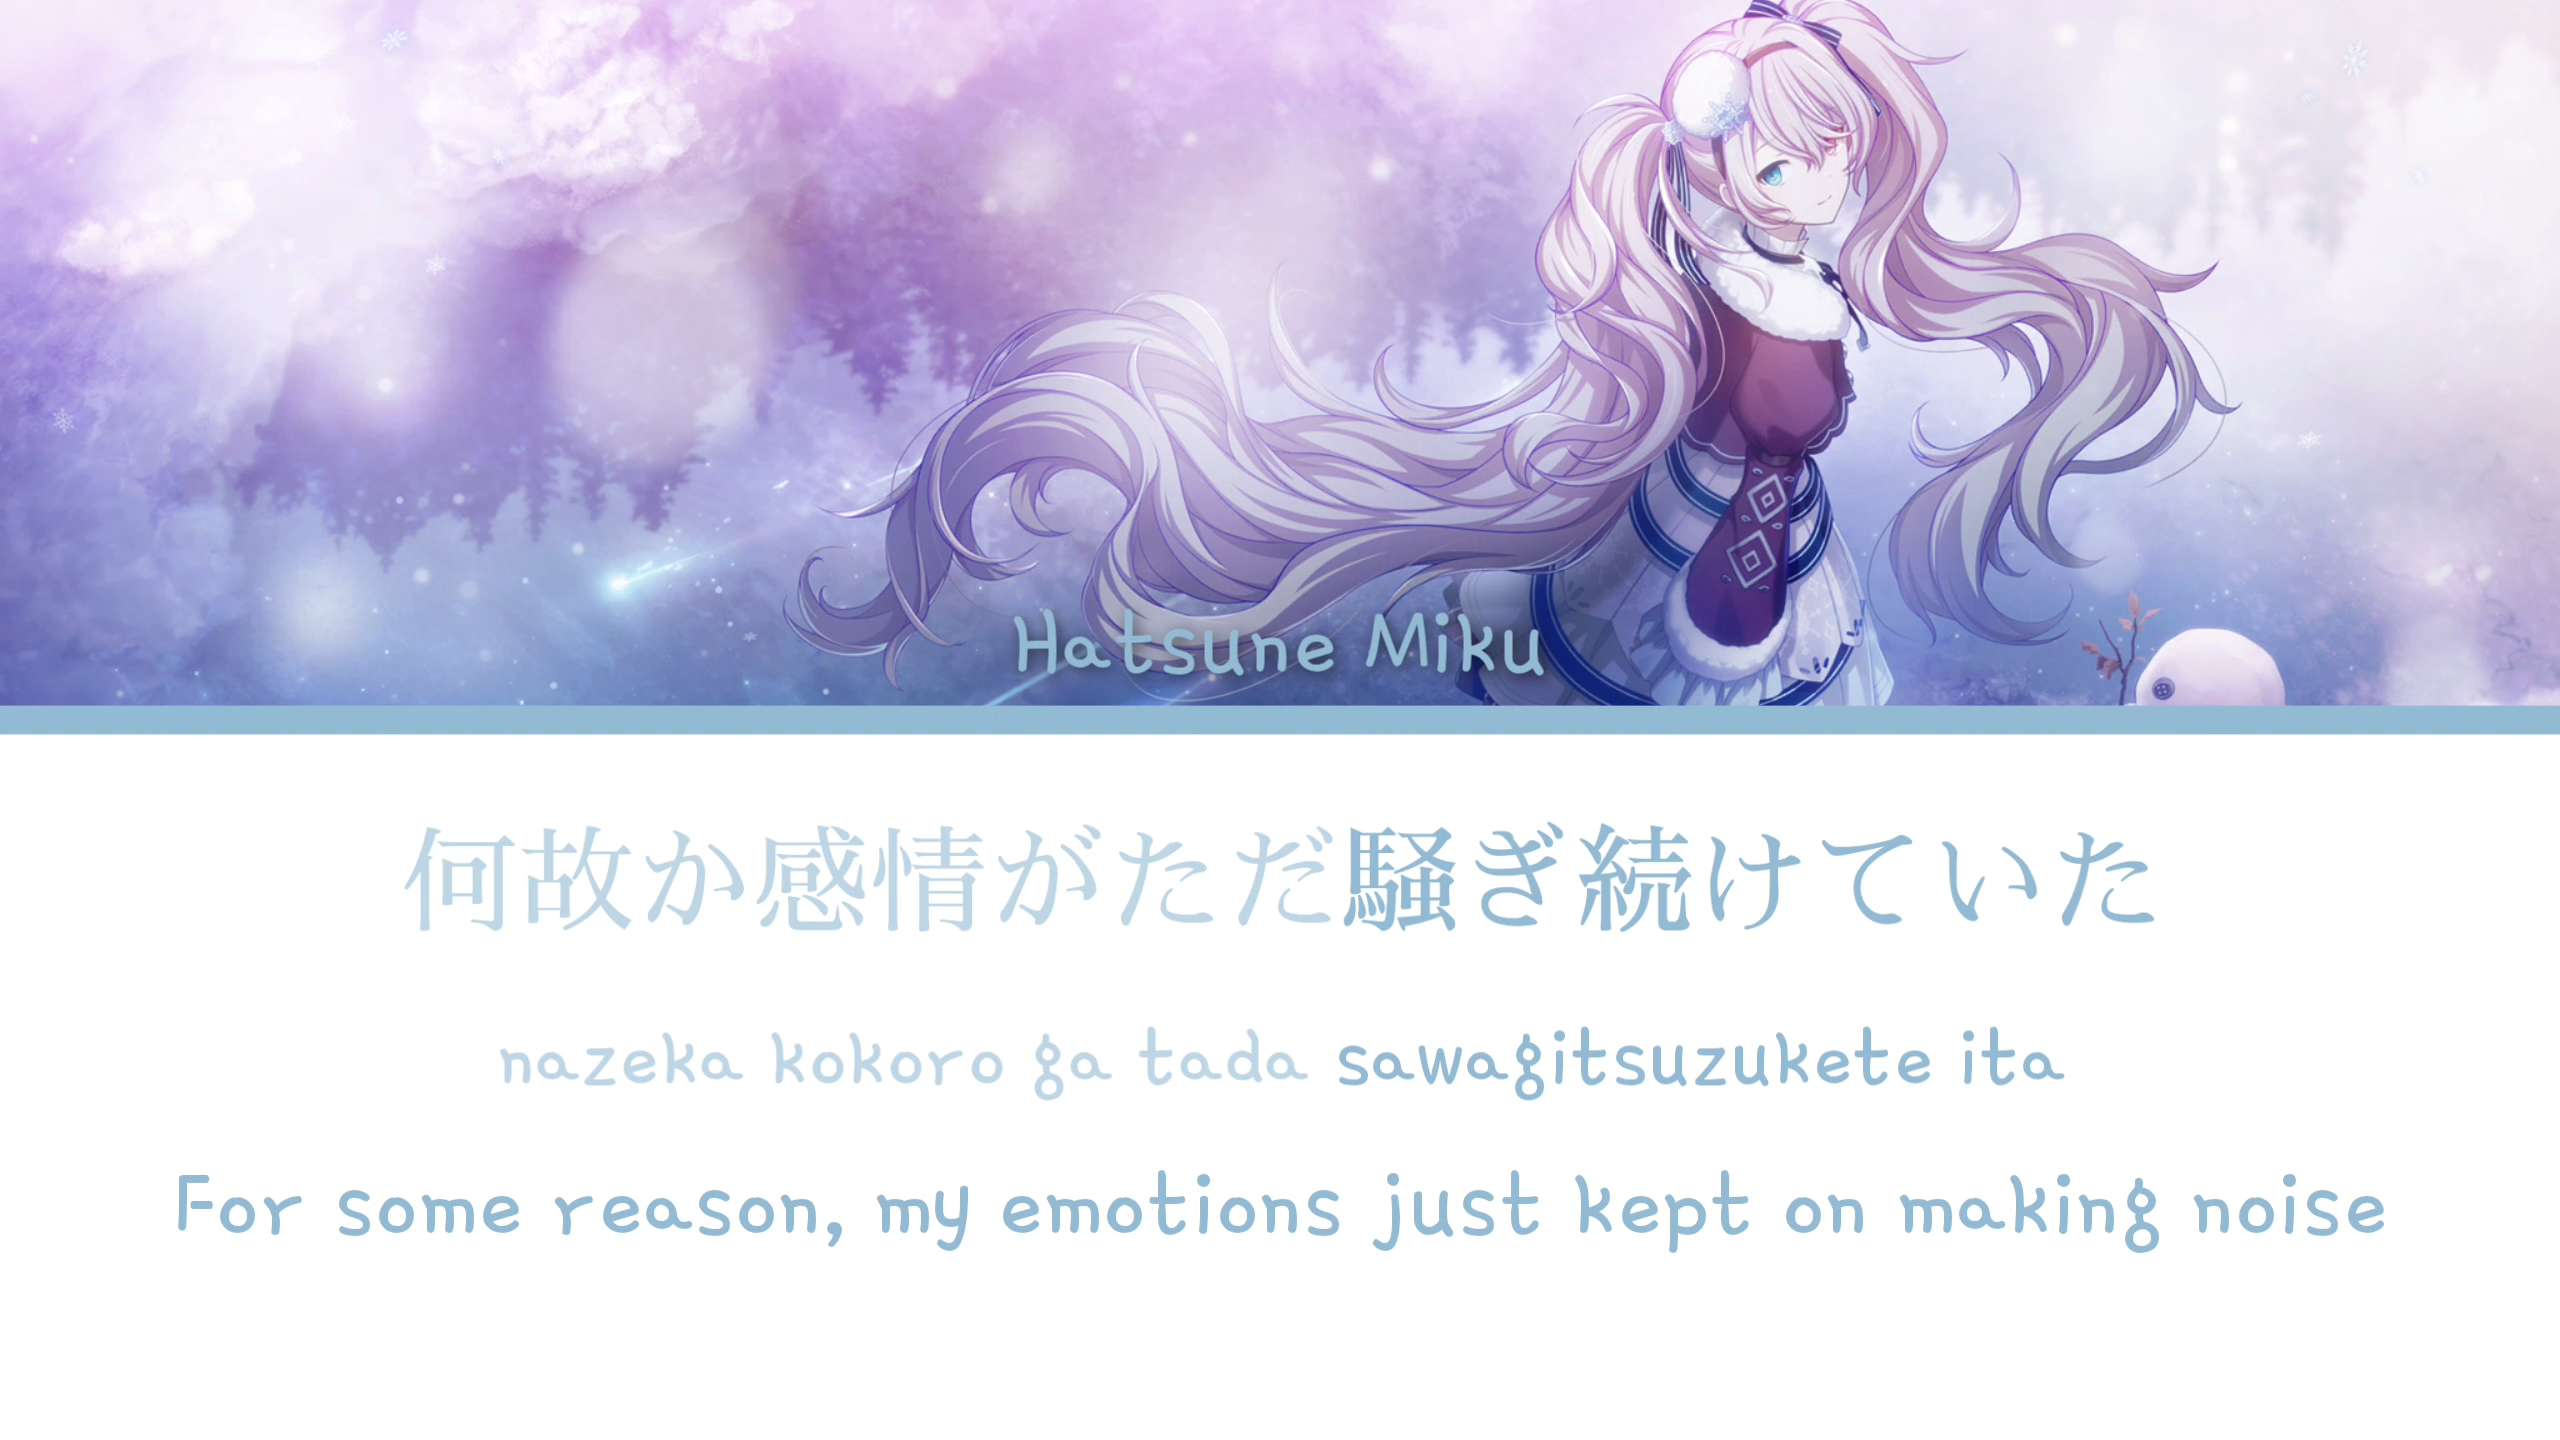 Hatsune Miku
何故か感情がただ騒ぎ続けていた
nazeka kokoro ga tada sawagitsuzukete ita
For some reason, my emotions just kept on making noise